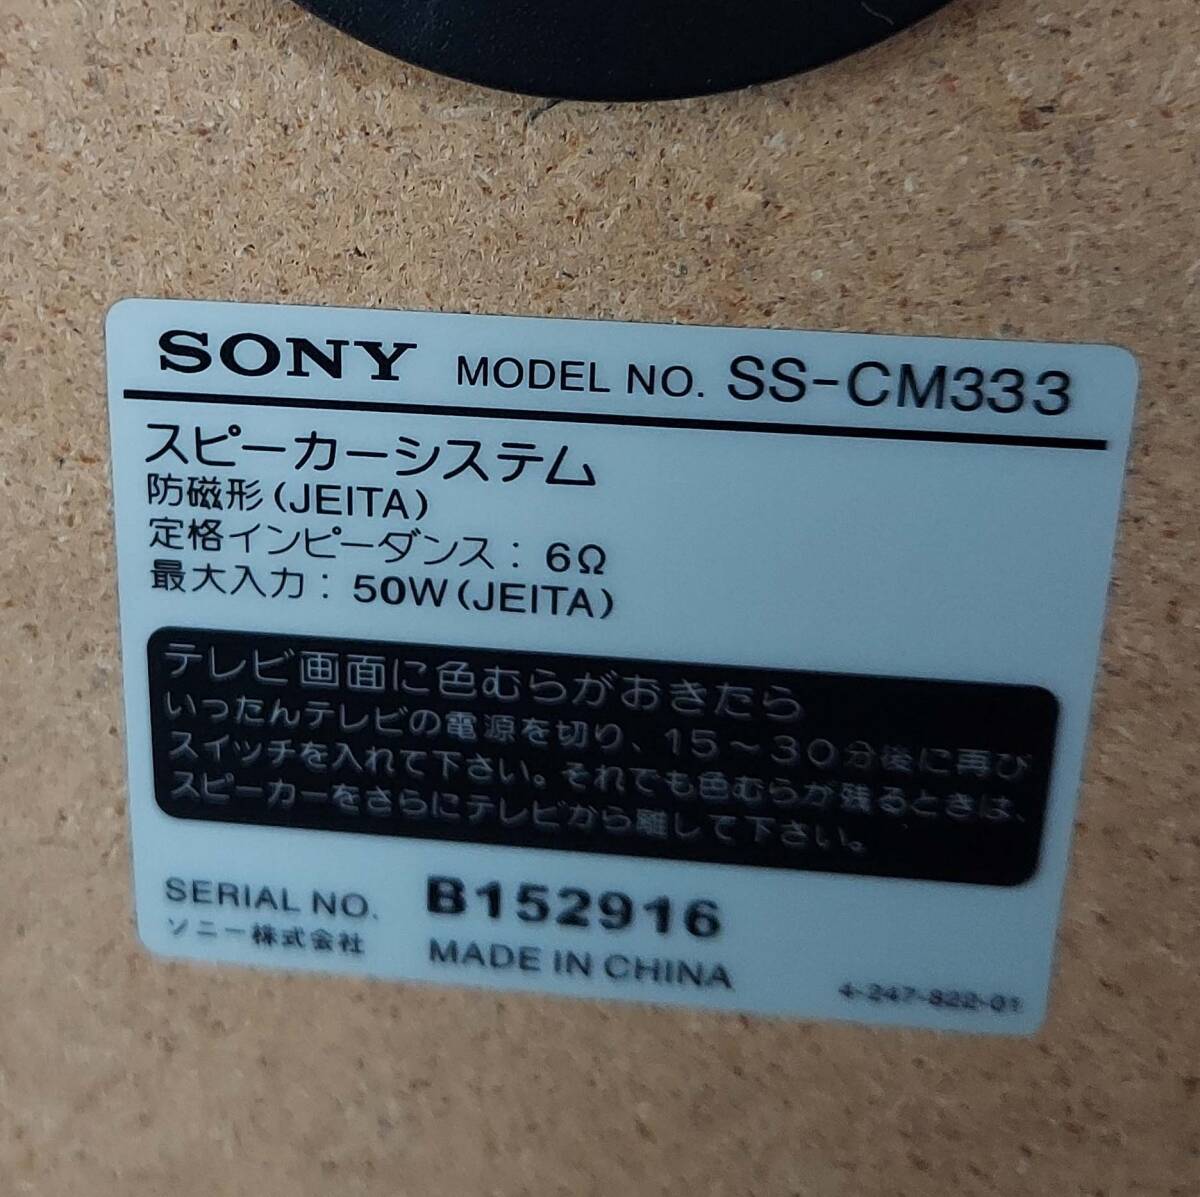 SONY MODEL NO. SS-CM333
スピーカーシステム
防磁形(JEITA)
定格インピーダンス：6Ω
最大入力：50W(JEITA)
テレビ画面に色むらがおきたら
いったんテレビの電源を切り、15～30分後に再び
スイッチを入れて下さい。それでも色むらが残るときは、
スピーカーをさらにテレビから離して下さい。
SERIAL NO. B152916
ソニー株式会社 MADE IN CHINA 4-247-822-01